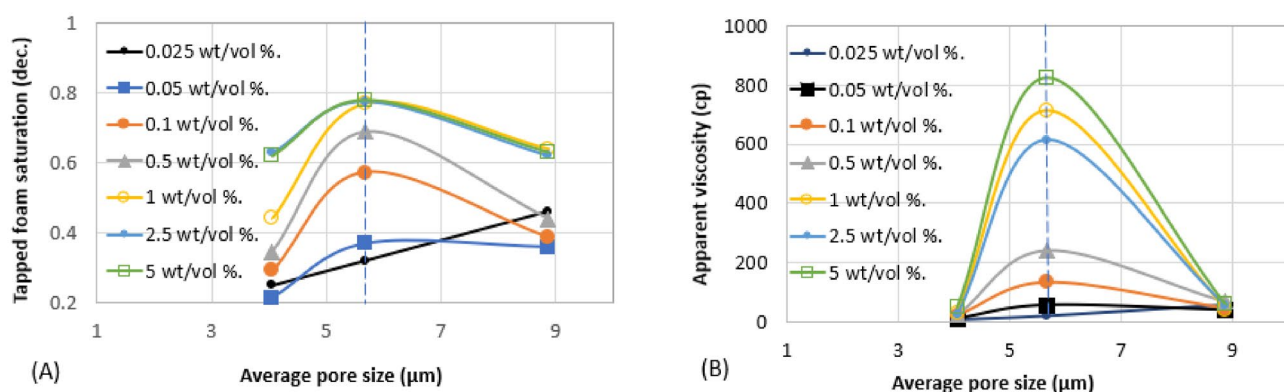 Tapped foam saturation (dec.)
1
0.8
0.6
0.4
0.2
0.025 wt/vol %.
0.05 wt/vol %.
0.1 wt/vol %.
0.5 wt/vol %.
1 wt/vol %.
2.5 wt/vol %.
5 wt/vol %.
1 3 5 7 9
(A)
Average pore size (μm)
Apparent viscosity (cp)
1000
800
600
400
200
0
0.025 wt/vol %.
0.05 wt/vol %.
0.1 wt/vol %.
0.5 wt/vol %.
1 wt/vol %.
2.5 wt/vol %.
5 wt/vol %.
1 3 5 7 9
(B)
Average pore size (μm)